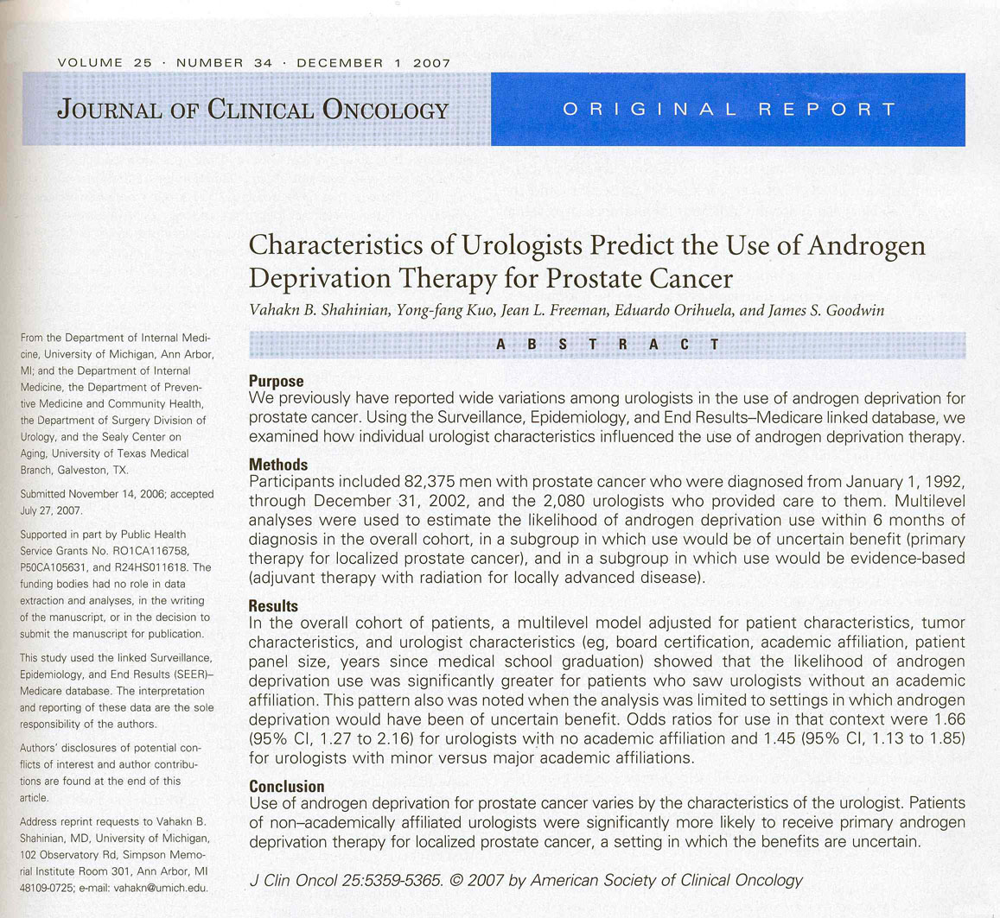 VOLUME 25 · NUMBER 34 · DECEMBER 1 2007
JOURNAL OF CLINICAL ONCOLOGY
ORIGINAL REPORT
Characteristics of Urologists Predict the Use of Androgen
Deprivation Therapy for Prostate Cancer
Vahakn B. Shahinian, Yong-fang Kuo, Jean L. Freeman, Eduardo Orihuela, and James S. Goodwin
From the Department of Internal Medi-
cine, University of Michigan, Ann Arbor,
MI; and the Department of Internal
Medicine, the Department of Preven-
tive Medicine and Community Health,
the Department of Surgery Division of
Urology, and the Sealy Center on
Aging, University of Texas Medical
Branch, Galveston, TX.
Submitted November 14, 2006; accepted
July 27, 2007.
Supported in part by Public Health
Service Grants No. RO1CA116758,
P50CA105631, and R24HS011618. The
funding bodies had no role in data
extraction and analyses, in the writing
of the manuscript, or in the decision to
submit the manuscript for publication.
This study used the linked Surveillance,
Epidemiology, and End Results (SEER)–
Medicare database. The interpretation
and reporting of these data are the sole
responsibility of the authors.
Authors' disclosures of potential con-
flicts of interest and author contribu-
tions are found at the end of this
article.
Address reprint requests to Vahakn B.
Shahinian, MD, University of Michigan,
102 Observatory Rd, Simpson Memo-
rial Institute Room 301, Ann Arbor, MI
48109-0725; e-mail: vahakn@umich.edu.
ABSTRACT
Purpose
We previously have reported wide variations among urologists in the use of androgen deprivation for
prostate cancer. Using the Surveillance, Epidemiology, and End Results–Medicare linked database, we
examined how individual urologist characteristics influenced the use of androgen deprivation therapy.
Methods
Participants included 82,375 men with prostate cancer who were diagnosed from January 1, 1992,
through December 31, 2002, and the 2,080 urologists who provided care to them. Multilevel
analyses were used to estimate the likelihood of androgen deprivation use within 6 months of
diagnosis in the overall cohort, in a subgroup in which use would be of uncertain benefit (primary
therapy for localized prostate cancer), and in a subgroup in which use would be evidence-based
(adjuvant therapy with radiation for locally advanced disease).
Results
In the overall cohort of patients, a multilevel model adjusted for patient characteristics, tumor
characteristics, and urologist characteristics (eg, board certification, academic affiliation, patient
panel size, years since medical school graduation) showed that the likelihood of androgen
deprivation use was significantly greater for patients who saw urologists without an academic
affiliation. This pattern also was noted when the analysis was limited to settings in which androgen
deprivation would have been of uncertain benefit. Odds ratios for use in that context were 1.66
(95% CI, 1.27 to 2.16) for urologists with no academic affiliation and 1.45 (95% CI, 1.13 to 1.85)
for urologists with minor versus major academic affiliations.
Conclusion
Use of androgen deprivation for prostate cancer varies by the characteristics of the urologist. Patients
of non–academically affiliated urologists were significantly more likely to receive primary androgen
deprivation therapy for localized prostate cancer, a setting in which the benefits are uncertain.
J Clin Oncol 25:5359-5365. © 2007 by American Society of Clinical Oncology